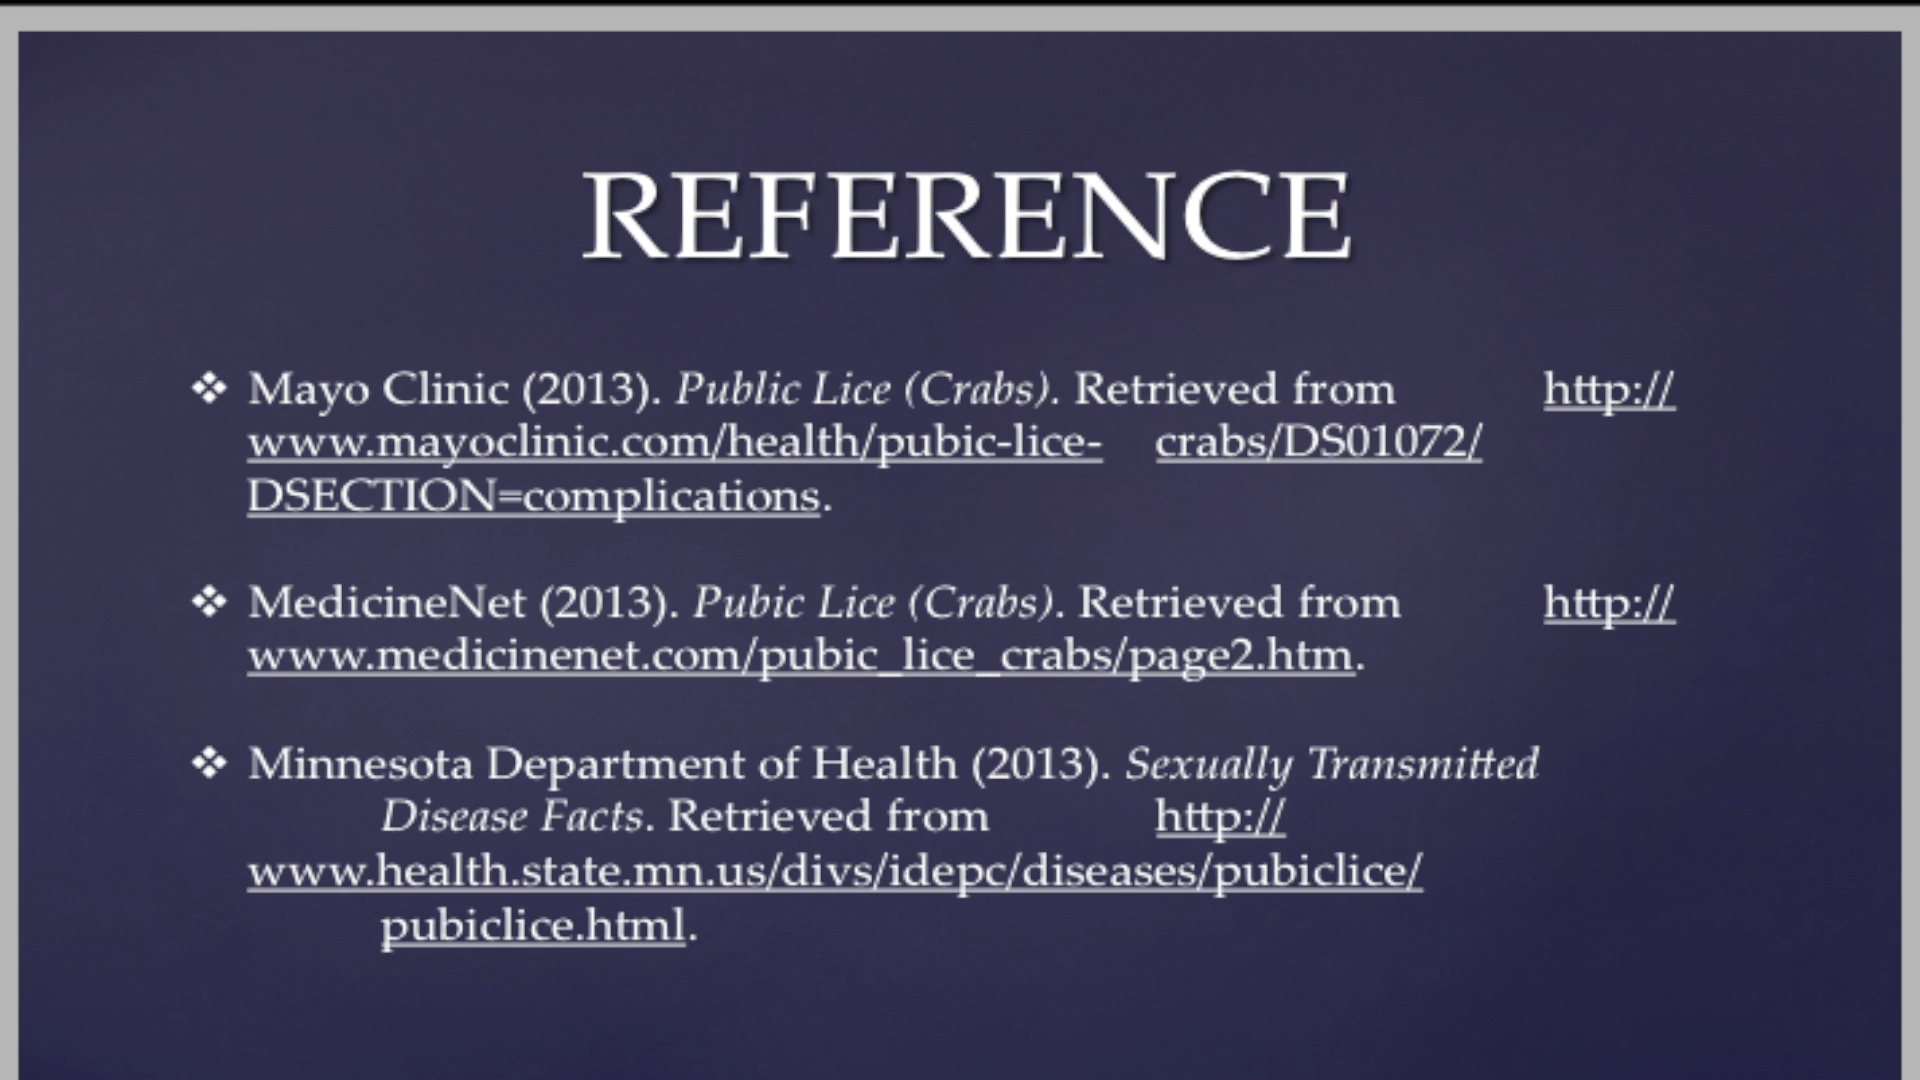 REFERENCE
❖ Mayo Clinic (2013). Public Lice (Crabs). Retrieved from http://
www.mayoclinic.com/health/pubic-lice- crabs/DS01072/
DSECTION=complications.
❖ MedicineNet (2013). Pubic Lice (Crabs). Retrieved from http://
www.medicinenet.com/pubic_lice_crabs/page2.htm.
❖ Minnesota Department of Health (2013). Sexually Transmitted
Disease Facts. Retrieved from http://
www.health.state.mn.us/divs/idepc/diseases/pubiclice/
pubiclice.html.